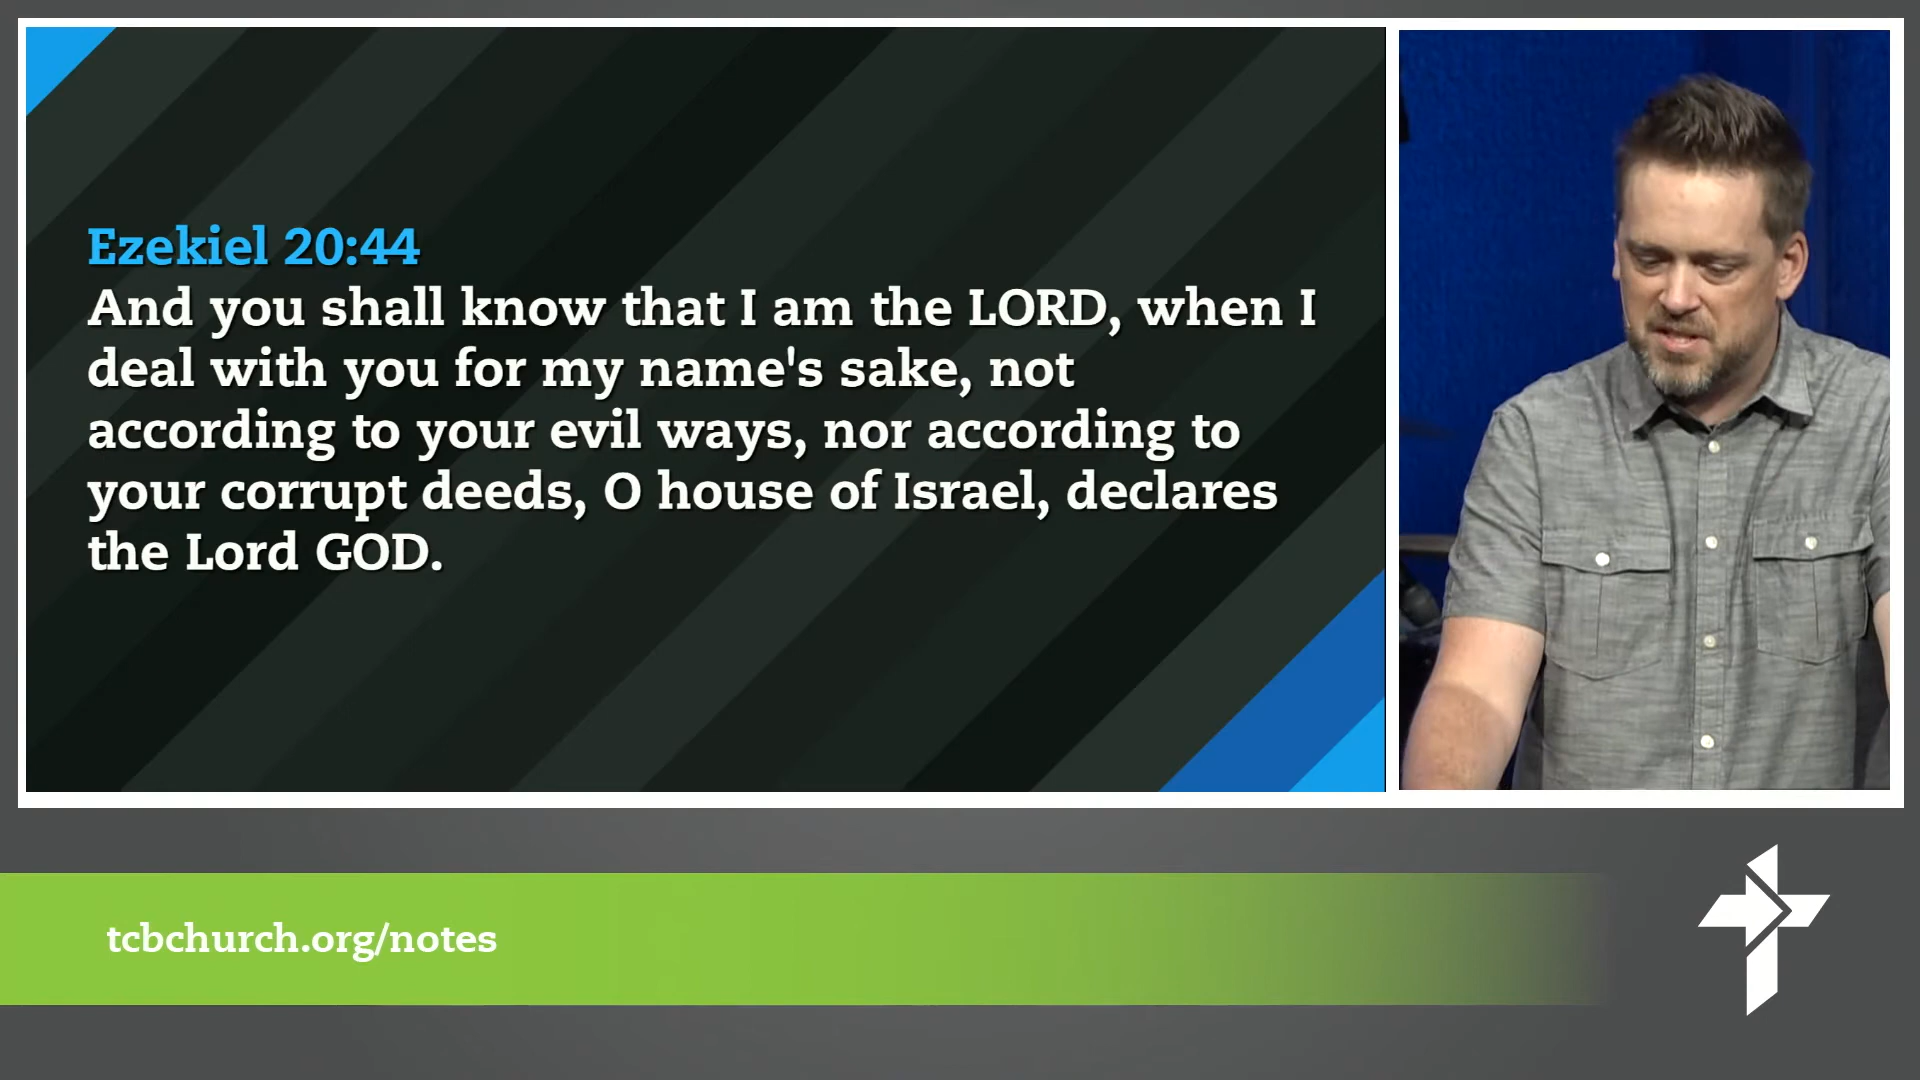 Ezekiel 20:44
And you shall know that I am the LORD, when I
deal with you for my name's sake, not
according to your evil ways, nor according to
your corrupt deeds, O house of Israel, declares
the Lord GOD.
tcbchurch.org/notes